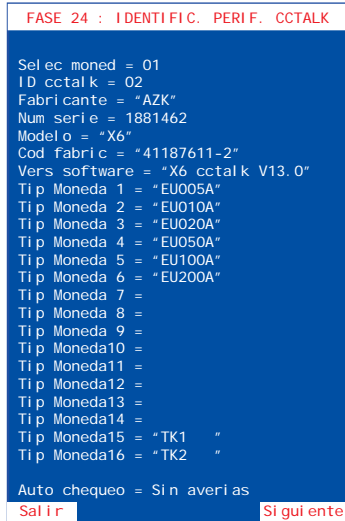 FASE 24 : IDENTIFIC. PERIF. CCTALK
Selec moned = 01
ID cctalk = 02
Fabricante = “AZK”
Num serie = 1881462
Modelo = “X6”
Cod fabric = “41187611-2”
Vers software = “X6 cctalk V13.0”
Tip Moneda 1 = “EU005A”
Tip Moneda 2 = “EU010A”
Tip Moneda 3 = “EU020A”
Tip Moneda 4 = “EU050A”
Tip Moneda 5 = “EU100A”
Tip Moneda 6 = “EU200A”
Tip Moneda 7 =
Tip Moneda 8 =
Tip Moneda 9 =
Tip Moneda10 =
Tip Moneda11 =
Tip Moneda12 =
Tip Moneda13 =
Tip Moneda14 =
Tip Moneda15 = “TK1   ”
Tip Moneda16 = “TK2   ”
Auto chequeo = Sin averias
Salir Siguiente